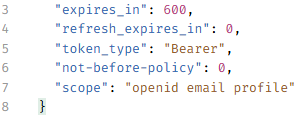 3 "expires_in": 600,
4 "refresh_expires_in": 0,
5 "token_type": "Bearer",
6 "not-before-policy": 0,
7 "scope": "openid email profile"
8 }